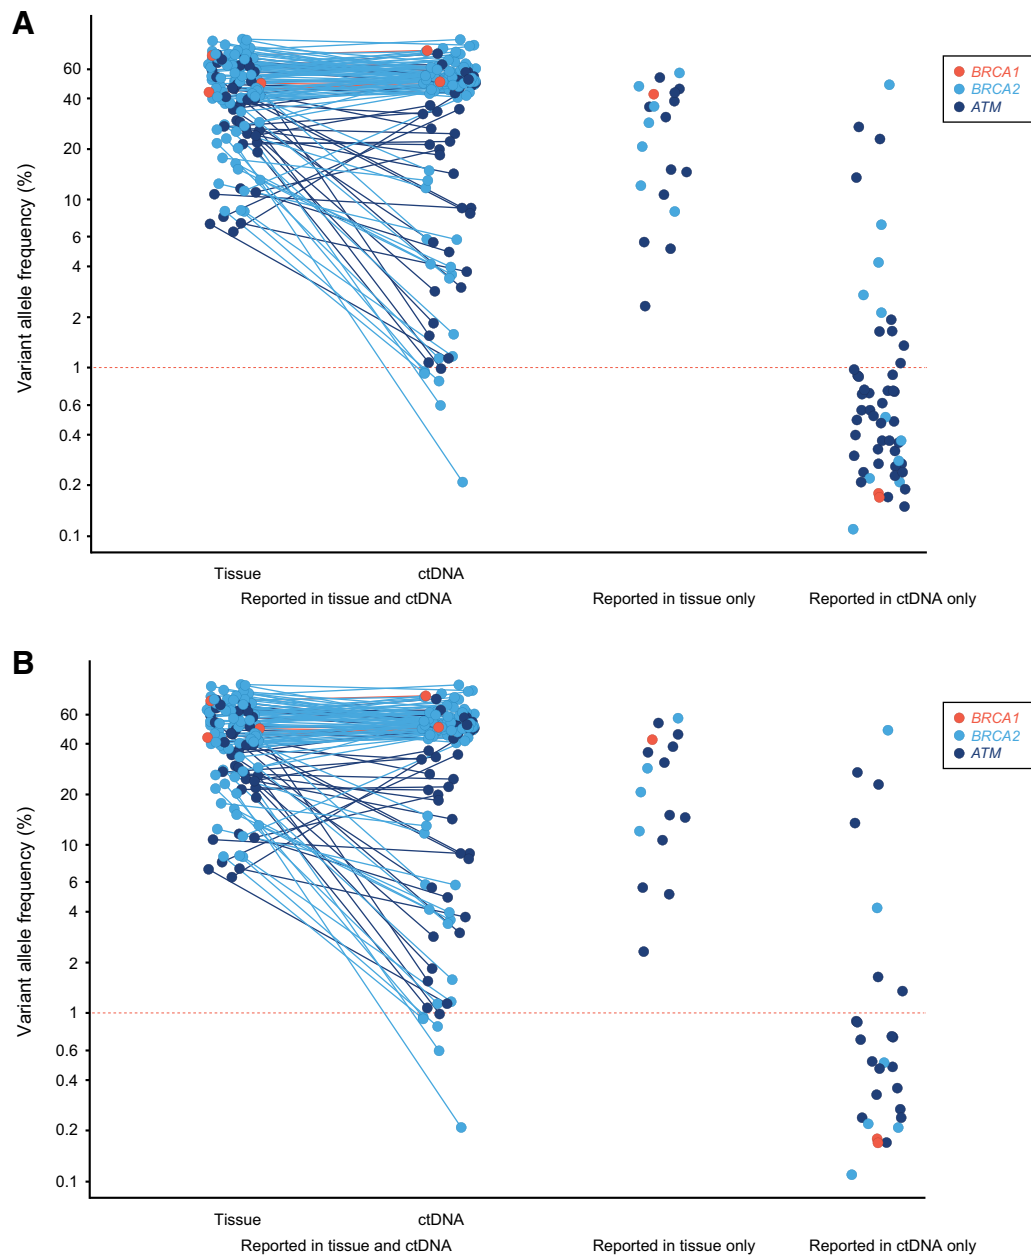 A
Variant allele frequency (%)
60
40
20
10
6
4
2
1
0.6
0.4
0.2
0.1
BRCA1
BRCA2
ATM
Tissue
ctDNA
Reported in tissue and ctDNA
Reported in tissue only
Reported in ctDNA only
B
Variant allele frequency (%)
60
40
20
10
6
4
2
1
0.6
0.4
0.2
0.1
BRCA1
BRCA2
ATM
Tissue
ctDNA
Reported in tissue and ctDNA
Reported in tissue only
Reported in ctDNA only